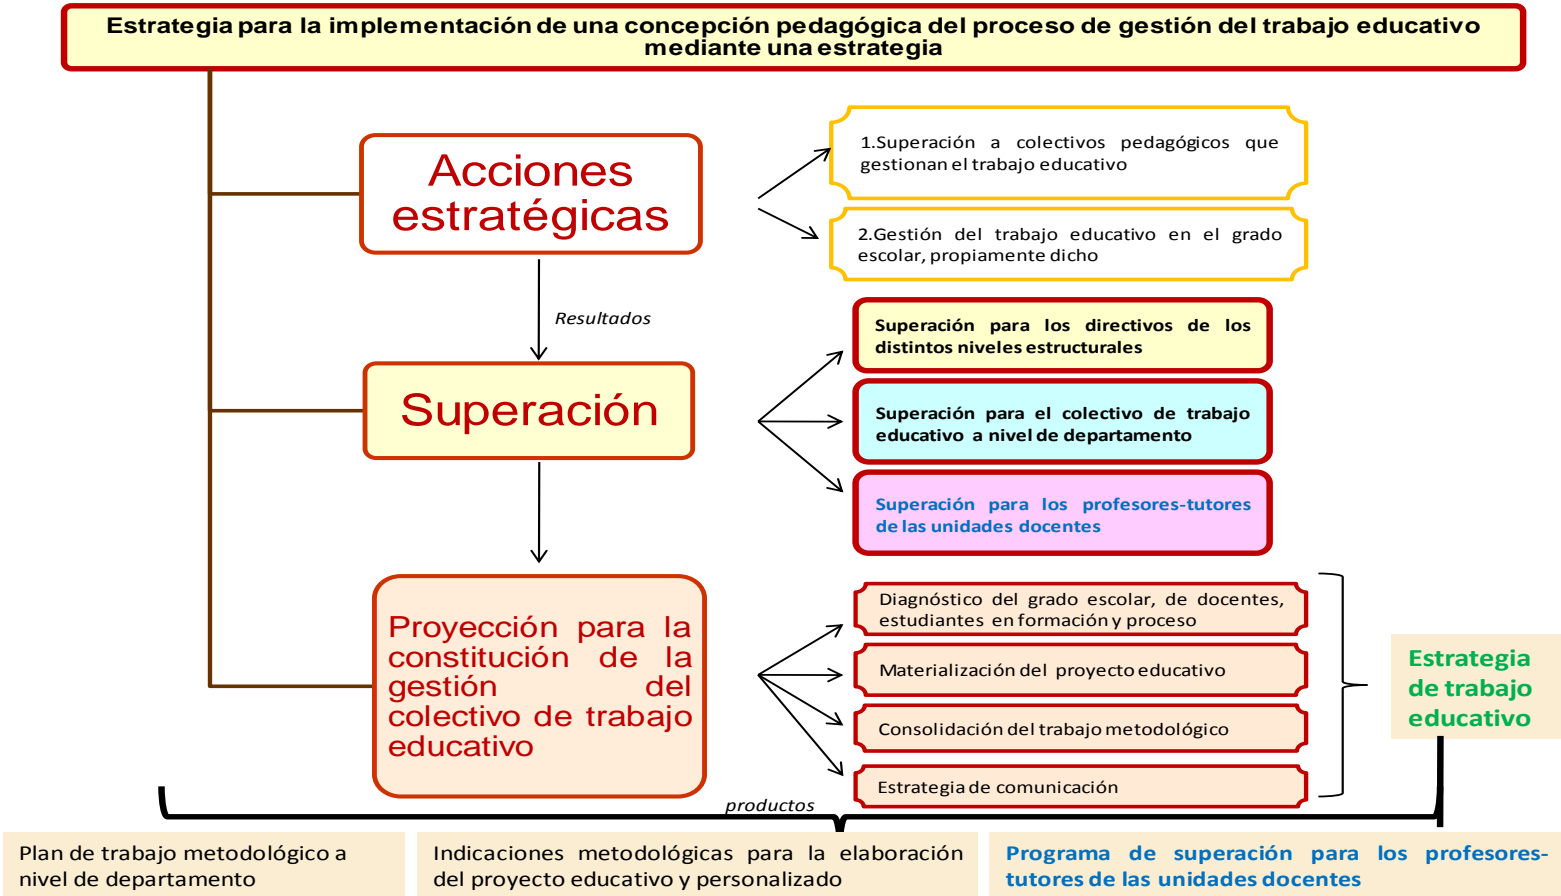 Estrategia para la implementación de una concepción pedagógica del proceso de gestión del trabajo educativo
mediante una estrategia
Acciones
estratégicas
1.Superación a colectivos pedagógicos que
gestionan el trabajo educativo
2.Gestión del trabajo educativo en el grado
escolar, propiamente dicho
Resultados
Superación
Superación para los directivos de los
distintos niveles estructurales
Superación para el colectivo de trabajo
educativo a nivel de departamento
Superación para los profesores-tutores
de las unidades docentes
Proyección para la
constitución de la
gestión del
colectivo de trabajo
educativo
Diagnóstico del grado escolar, de docentes,
estudiantes en formación y proceso
Materialización del proyecto educativo
Consolidación del trabajo metodológico
Estrategia de comunicación
Estrategia
de trabajo
educativo
productos
Plan de trabajo metodológico a
nivel de departamento
Indicaciones metodológicas para la elaboración
del proyecto educativo y personalizado
Programa de superación para los profesores-
tutores de las unidades docentes